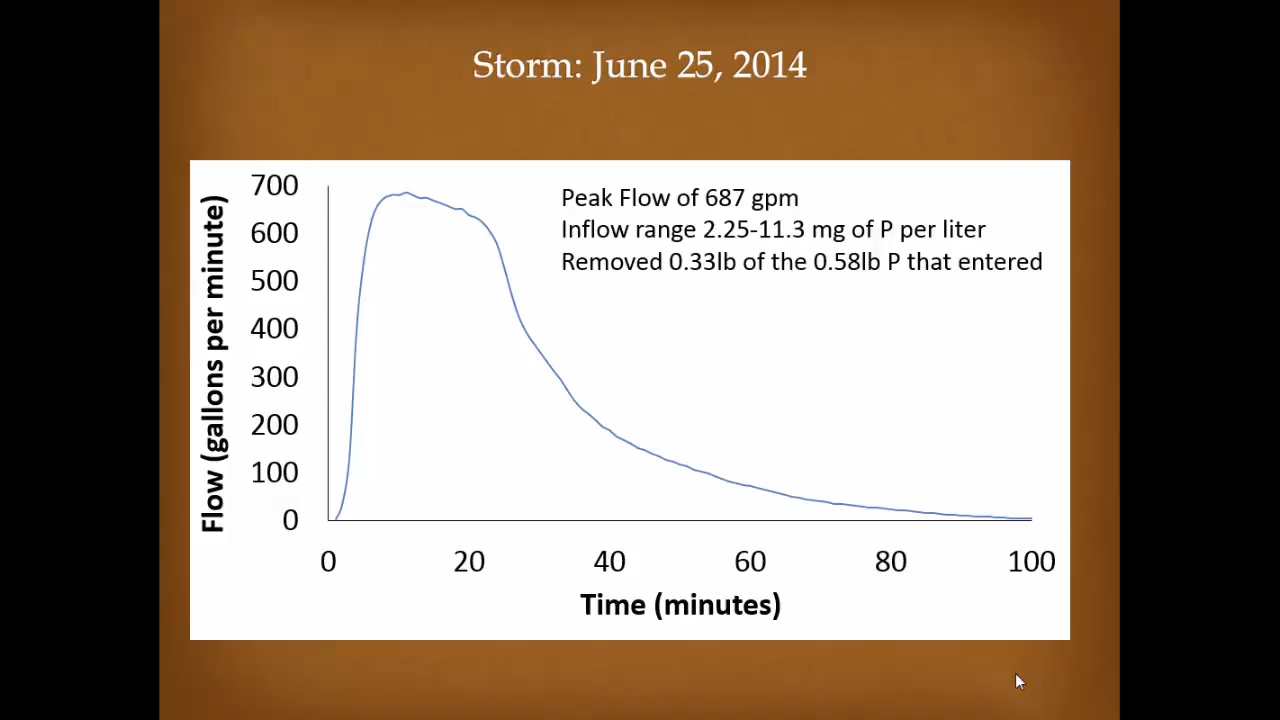 Storm: June 25, 2014
Peak Flow of 687 gpm
Inflow range 2.25-11.3 mg of P per liter
Removed 0.33lb of the 0.58lb P that entered
Flow (gallons per minute)
700
600
500
400
300
200
100
0
0 20 40 60 80 100
Time (minutes)